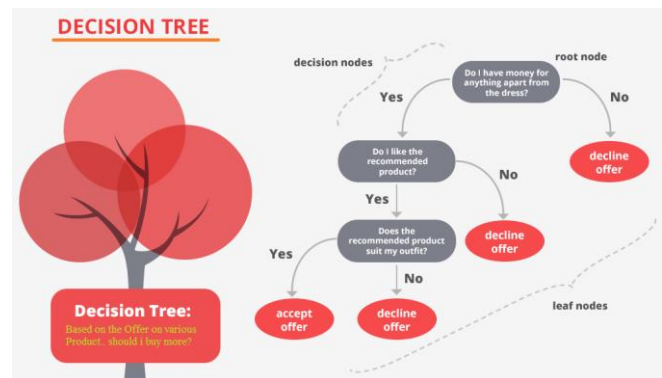 DECISION TREE
decision nodes
root node
Do I have money for
anything apart from
the dress?
Yes
No
Do I like the
recommended
product?
decline
offer
No
Yes
Does the
recommended product
suit my outfit?
decline
offer
Yes
No
accept
offer
decline
offer
leaf nodes
Decision Tree:
Based on the Offer on various
Product.. should i buy more?